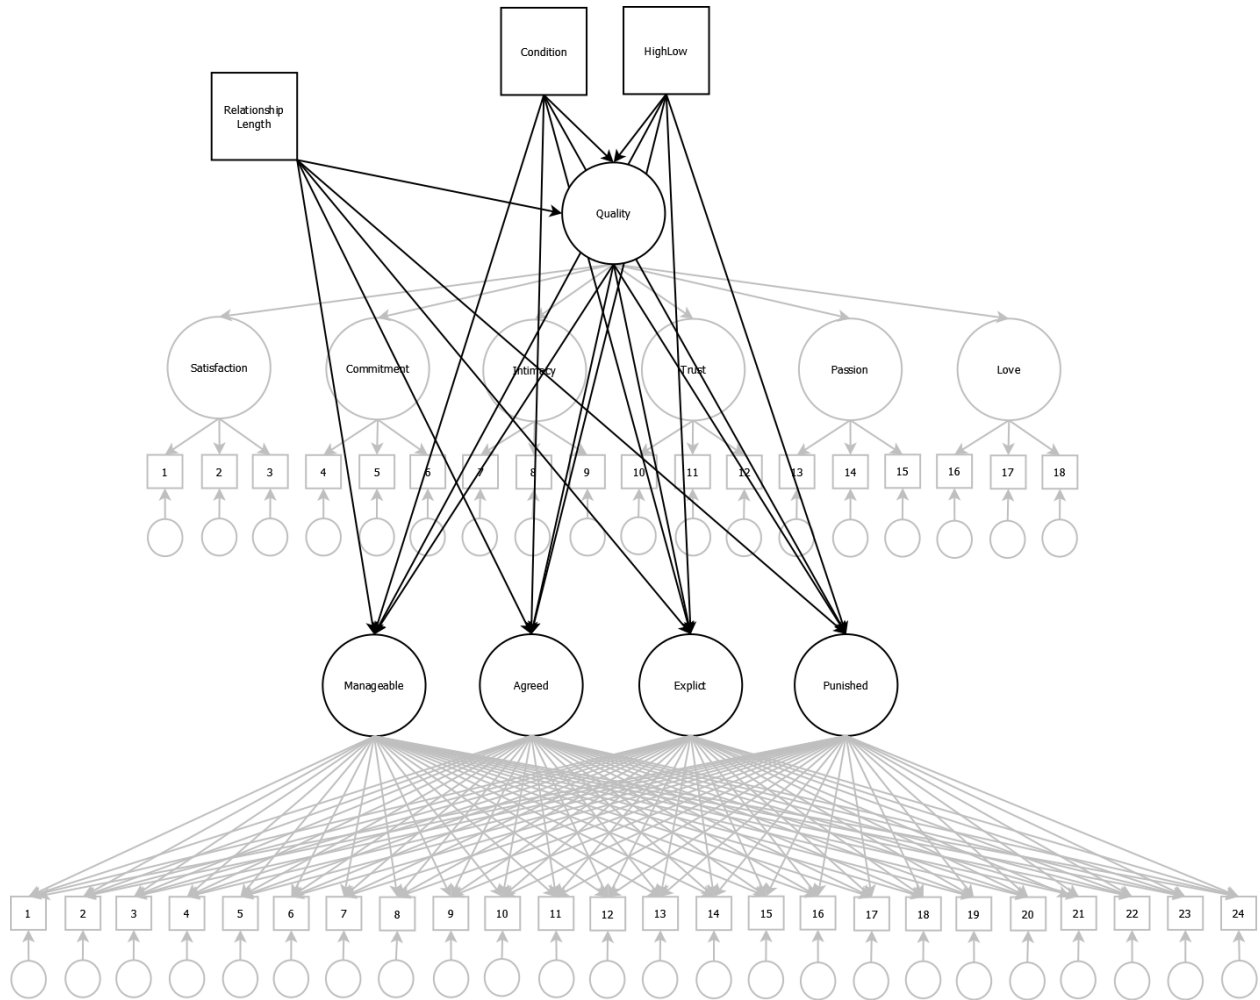 Condition
HighLow
Relationship
Length
Quality
Satisfaction
Commitment
Intimacy
Trust
Passion
Love
1 2 3 4 5 6 7 8 9 10 11 12 13 14 15 16 17 18
Manageable
Agreed
Explict
Punished
1 2 3 4 5 6 7 8 9 10 11 12 13 14 15 16 17 18 19 20 21 22 23 24